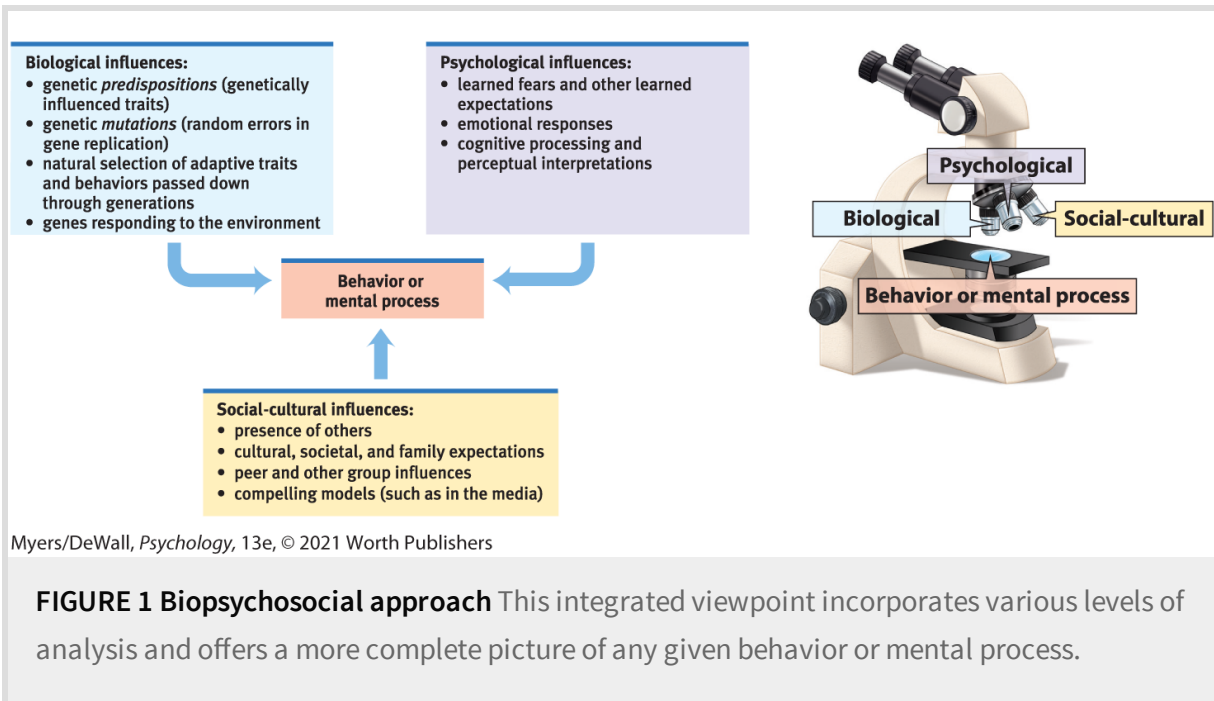 Biological influences:
• genetic predispositions (genetically
influenced traits)
• genetic mutations (random errors in
gene replication)
• natural selection of adaptive traits
and behaviors passed down
through generations
• genes responding to the environment
Psychological influences:
• learned fears and other learned
expectations
• emotional responses
• cognitive processing and
perceptual interpretations
Behavior or
mental process
Social-cultural influences:
• presence of others
• cultural, societal, and family expectations
• peer and other group influences
• compelling models (such as in the media)
Psychological
Biological
Social-cultural
Behavior or mental process
Myers/DeWall, Psychology, 13e, © 2021 Worth Publishers
FIGURE 1 Biopsychosocial approach This integrated viewpoint incorporates various levels of
analysis and offers a more complete picture of any given behavior or mental process.